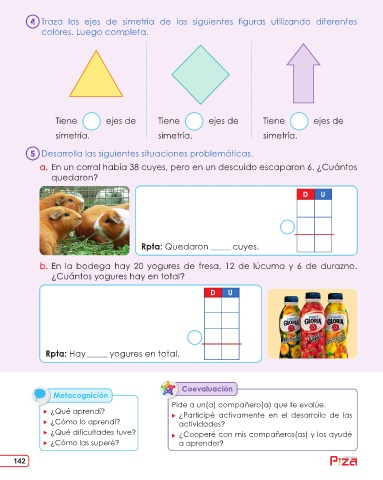 4 Traza los ejes de simetría de las siguientes figuras utilizando diferentes
colores. Luego completa.
Tiene ejes de
simetría.
Tiene ejes de
simetría.
Tiene ejes de
simetría.
5 Desarrolla las siguientes situaciones problemáticas.
a. En un corral había 38 cuyes, pero en un descuido escaparon 6. ¿Cuántos
quedaron?
D U
Rpta: Quedaron _____ cuyes.
b. En la bodega hay 20 yogures de fresa, 12 de lúcuma y 6 de durazno.
¿Cuántos yogures hay en total?
D U
GLORIA GLORIA GLORIA
Rpta: Hay _____ yogures en total.
Metacognición
▸ ¿Qué aprendí?
▸ ¿Cómo lo aprendí?
▸ ¿Qué dificultades tuve?
▸ ¿Cómo las superé?
Coevaluación
Pide a un(a) compañero(a) que te evalúe.
▸ ¿Participé activamente en el desarrollo de las
actividades?
▸ ¿Cooperé con mis compañeros(as) y los ayudé
a aprender?
142